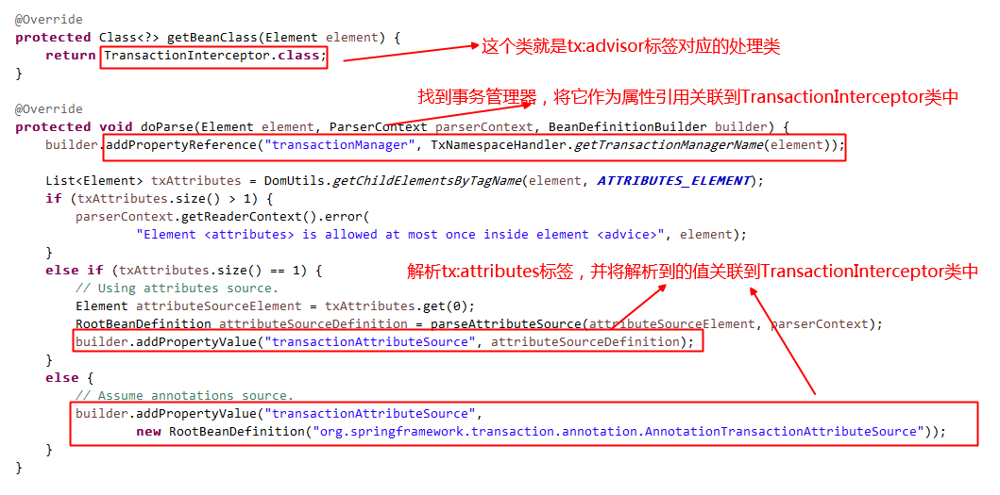 @Override
protected Class<?> getBeanClass(Element element) {
这个类就是tx:advisor标签对应的处理类
return TransactionInterceptor.class;
}
找到事务管理器，将它作为属性引用关联到TransactionInterceptor类中
@Override
protected void doParse(Element element, ParserContext parserContext, BeanDefinitionBuilder builder) {
builder.addPropertyReference("transactionManager", TxNamespaceHandler.getTransactionManagerName(element));
List<Element> txAttributes = DomUtils.getChildElementsByTagName(element, ATTRIBUTES_ELEMENT);
if (txAttributes.size() > 1) {
parserContext.getReaderContext().error(
"Element <attributes> is allowed at most once inside element <advice>", element);
}
else if (txAttributes.size() == 1) {
解析tx:attributes标签，并将解析到的值关联到TransactionInterceptor类中
// Using attributes source.
Element attributeSourceElement = txAttributes.get(0);
RootBeanDefinition attributeSourceDefinition = parseAttributeSource(attributeSourceElement, parserContext);
builder.addPropertyValue("transactionAttributeSource", attributeSourceDefinition);
}
else {
// Assume annotations source.
builder.addPropertyValue("transactionAttributeSource",
new RootBeanDefinition("org.springframework.transaction.annotation.AnnotationTransactionAttributeSource"));
}
}